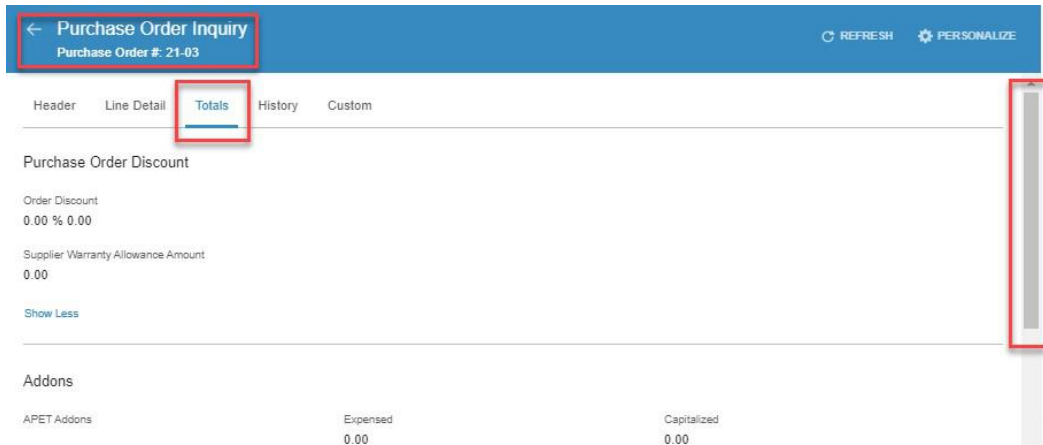 Purchase Order Inquiry
Purchase Order #: 21-03
REFRESH PERSONALIZE
Header Line Detail Totals History Custom
Purchase Order Discount
Order Discount
0.00 % 0.00
Supplier Warranty Allowance Amount
0.00
Show Less
Addons
APET Addons Expensed Capitalized
0.00 0.00